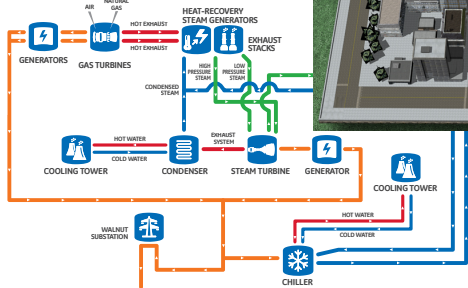 AIR
NATURAL
GAS
HEAT-RECOVERY
STEAM GENERATORS
HOT EXHAUST
HOT EXHAUST
EXHAUST
STACKS
GENERATORS
GAS TURBINES
HIGH
PRESSURE
STEAM
LOW
PRESSURE
STEAM
CONDENSED
STEAM
HOT WATER
COLD WATER
EXHAUST
SYSTEM
COOLING TOWER
CONDENSER
STEAM TURBINE
GENERATOR
COOLING TOWER
WALNUT
SUBSTATION
HOT WATER
COLD WATER
CHILLER